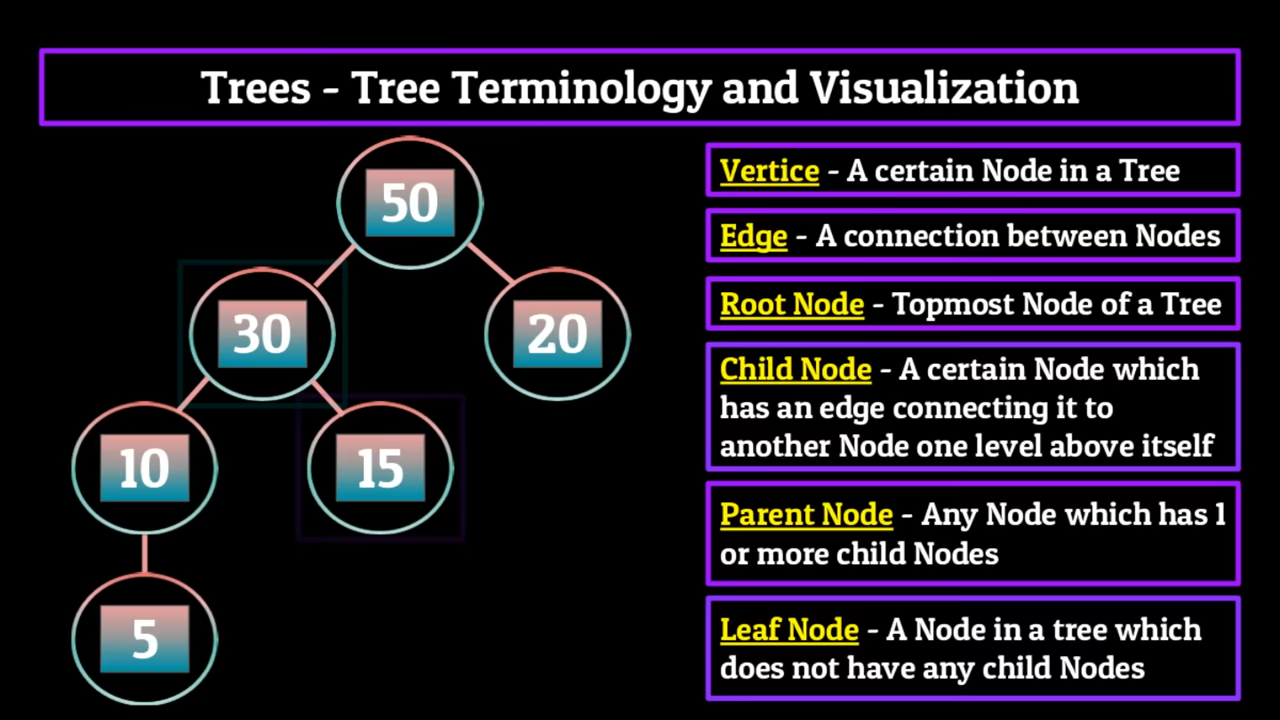 Trees - Tree Terminology and Visualization
50
30
20
10
15
5
Vertice - A certain Node in a Tree
Edge - A connection between Nodes
Root Node - Topmost Node of a Tree
Child Node - A certain Node which
has an edge connecting it to
another Node one level above itself
Parent Node - Any Node which has 1
or more child Nodes
Leaf Node - A Node in a tree which
does not have any child Nodes